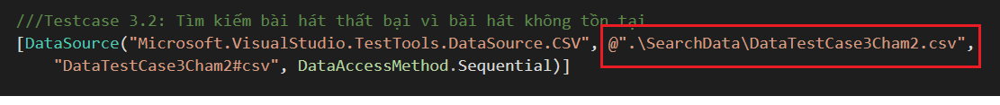 ///Testcase 3.2: Tìm kiếm bài hát thất bại vì bài hát không tồn tại
[DataSource("Microsoft.VisualStudio.TestTools.DataSource.CSV", @".\SearchData\DataTestCase3Cham2.csv",
"DataTestCase3Cham2#csv", DataAccessMethod.Sequential)]